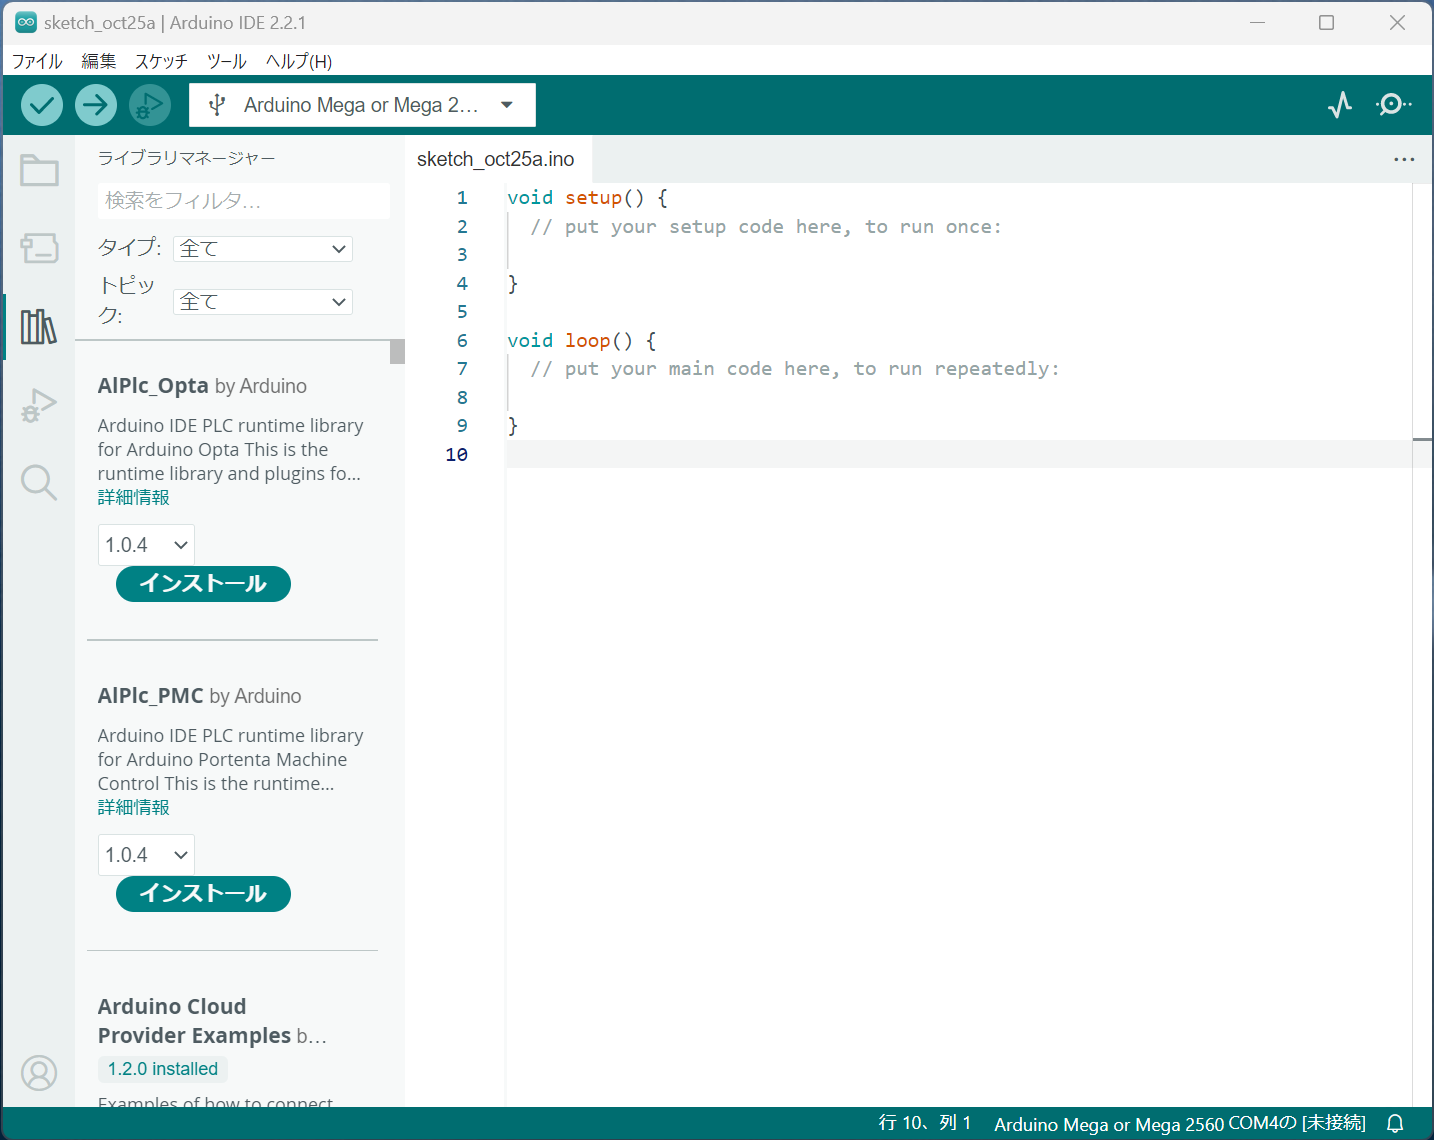 sketch_oct25a | Arduino IDE 2.2.1
ファイル 編集 スケッチ ツール ヘルプ(H)
Arduino Mega or Mega 2...
ライブラリマネージャー
検索をフィルタ...
タイプ: 全て
トピック: 全て
AlPlc_Opta by Arduino
Arduino IDE PLC runtime library
for Arduino Opta This is the
runtime library and plugins fo...
詳細情報
1.0.4
インストール
AlPlc_PMC by Arduino
Arduino IDE PLC runtime library
for Arduino Portenta Machine
Control This is the runtime...
詳細情報
1.0.4
インストール
Arduino Cloud
Provider Examples b...
1.2.0 installed
Examples of how to connect
sketch_oct25a.ino
1 void setup() {
2 // put your setup code here, to run once:
3
4 }
5
6 void loop() {
7 // put your main code here, to run repeatedly:
8
9 }
10
行 10、列 1 Arduino Mega or Mega 2560 COM4の [未接続]